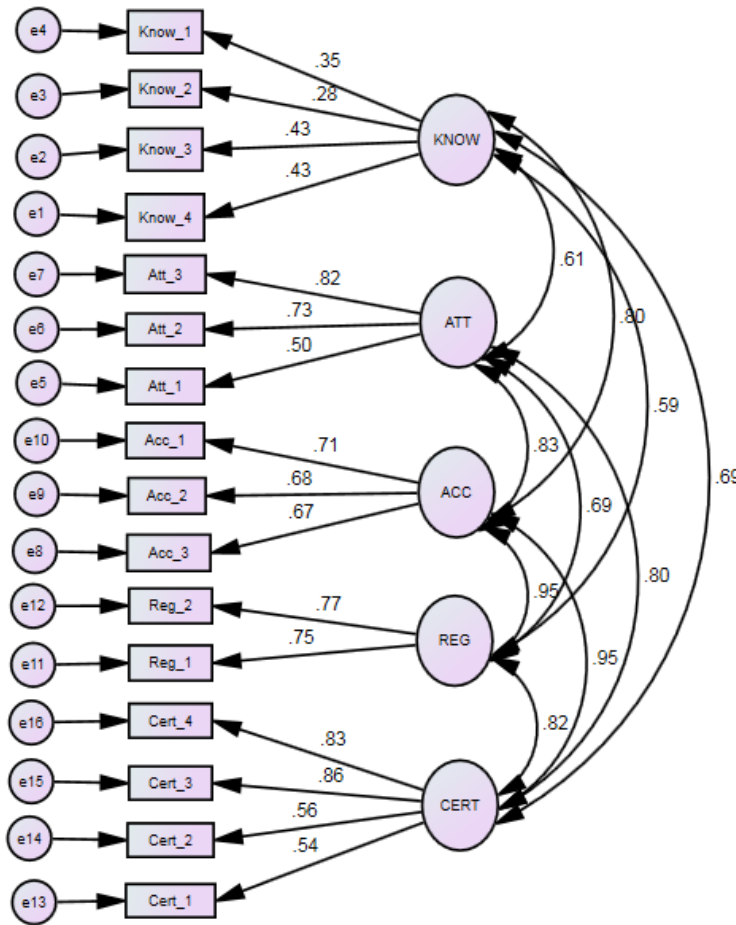 e4 Know_1
.35
e3 Know_2
.28
e2 Know_3
.43
KNOW
e1 Know_4
.43
e7 Att_3
.82
.61
e6 Att_2
.73
ATT
.80
e5 Att_1
.50
.59
e10 Acc_1
.71
.83
e9 Acc_2
.68
ACC
.69
.69
e8 Acc_3
.67
e12 Reg_2
.77
.95
.80
e11 Reg_1
.75
REG
.95
e16 Cert_4
.83
.82
e15 Cert_3
.86
CERT
e14 Cert_2
.56
e13 Cert_1
.54